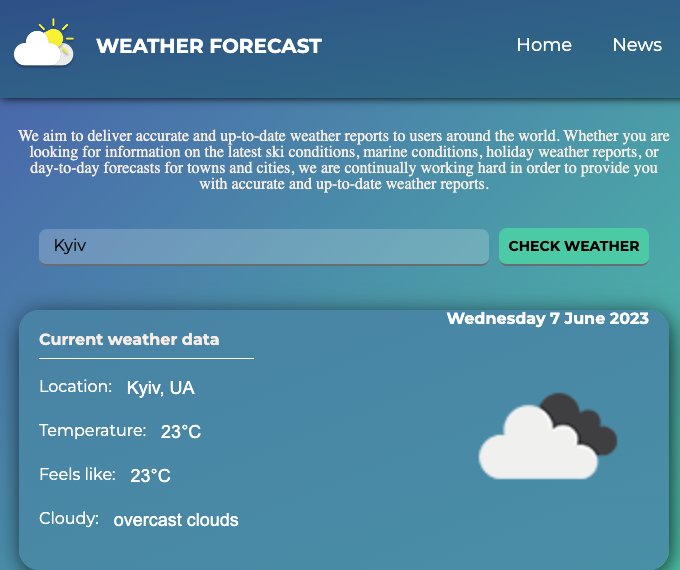 WEATHER FORECAST
Home
News
We aim to deliver accurate and up-to-date weather reports to users around the world. Whether you are
looking for information on the latest ski conditions, marine conditions, holiday weather reports, or
day-to-day forecasts for towns and cities, we are continually working hard in order to provide you
with accurate and up-to-date weather reports.
Kyiv
CHECK WEATHER
Wednesday 7 June 2023
Current weather data
Location: Kyiv, UA
Temperature: 23°C
Feels like: 23°C
Cloudy: overcast clouds